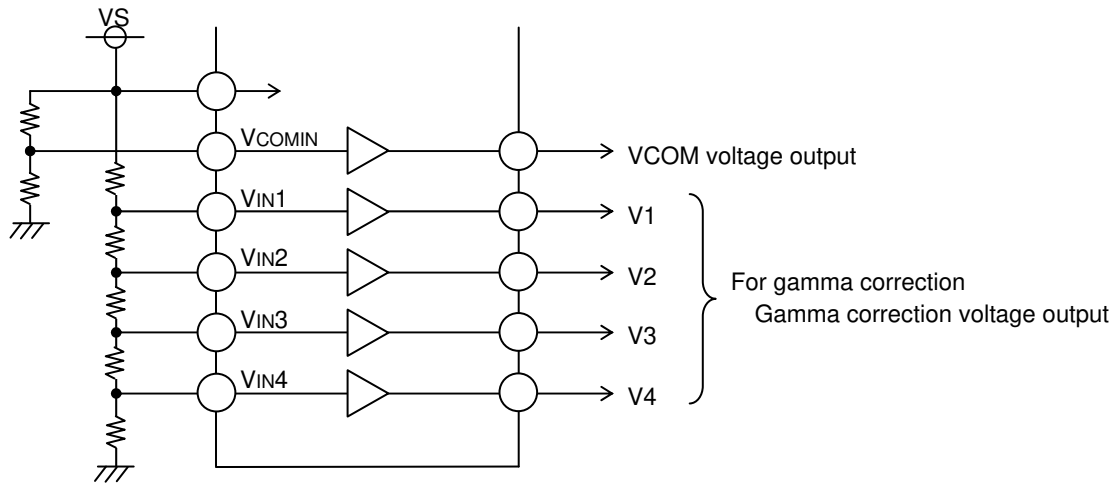 VS
VCOMIN
VCOM voltage output
VIN1
V1
VIN2
V2
For gamma correction
Gamma correction voltage output
VIN3
V3
VIN4
V4